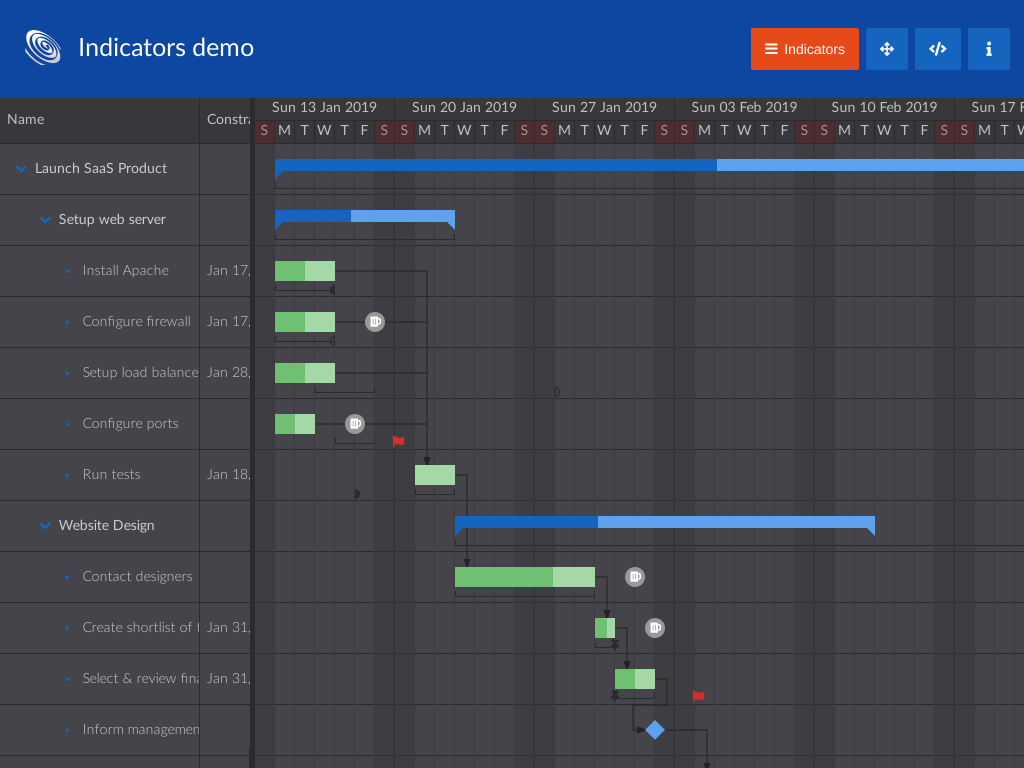 Indicators demo
Indicators
Name
Constra
Sun 13 Jan 2019 Sun 20 Jan 2019 Sun 27 Jan 2019 Sun 03 Feb 2019 Sun 10 Feb 2019 Sun 17 F
S M T W T F S S M T W T F S S M T W T F S S M T W T F S S M T W T F S S M T W
Launch SaaS Product
Setup web server
Install Apache Jan 17,
Configure firewall Jan 17,
Setup load balance Jan 28,
Configure ports
Run tests Jan 18,
Website Design
Contact designers
Create shortlist of Jan 31,
Select & review fina Jan 31,
Inform managemen